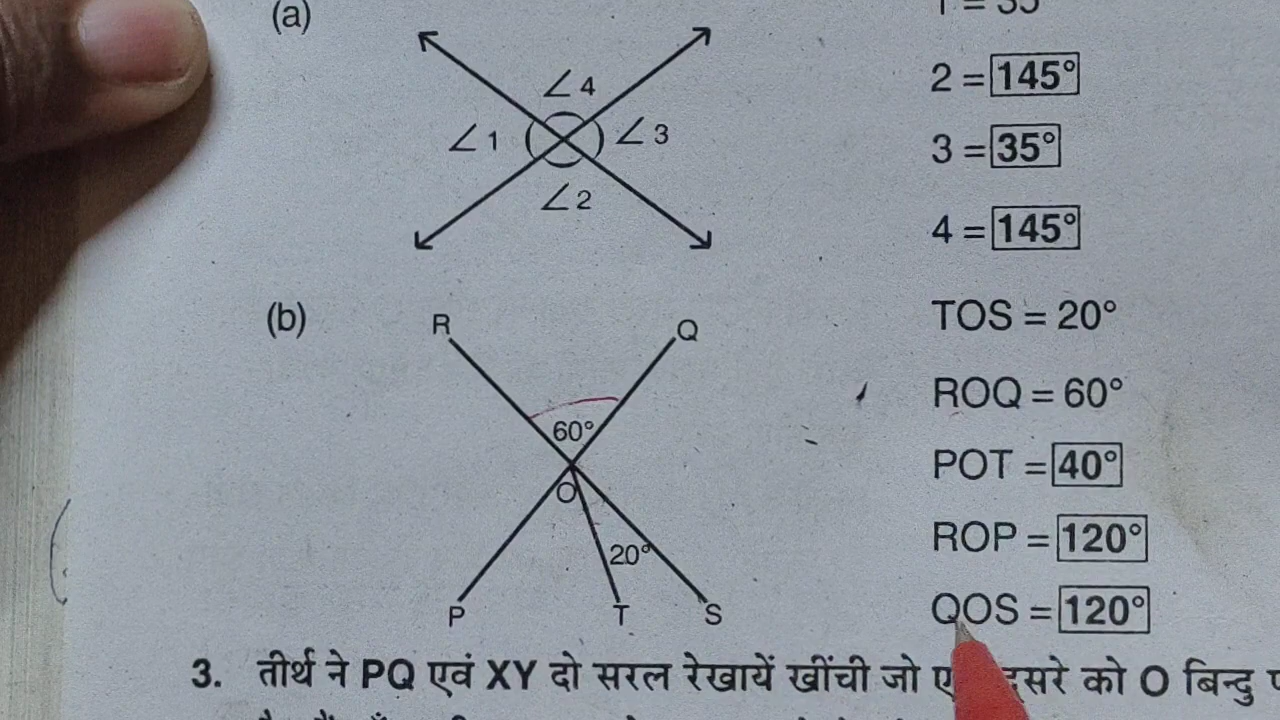 (a)
∠4
∠1
∠3
∠2
2 = 145°
3 = 35°
4 = 145°
(b)
R
Q
60°
O
20°
P
T
S
TOS = 20°
ROQ = 60°
POT = 40°
ROP = 120°
QOS = 120°
3. तीर्थ ने PQ एवं XY दो सरल रेखायें खींची जो को O बिन्दु